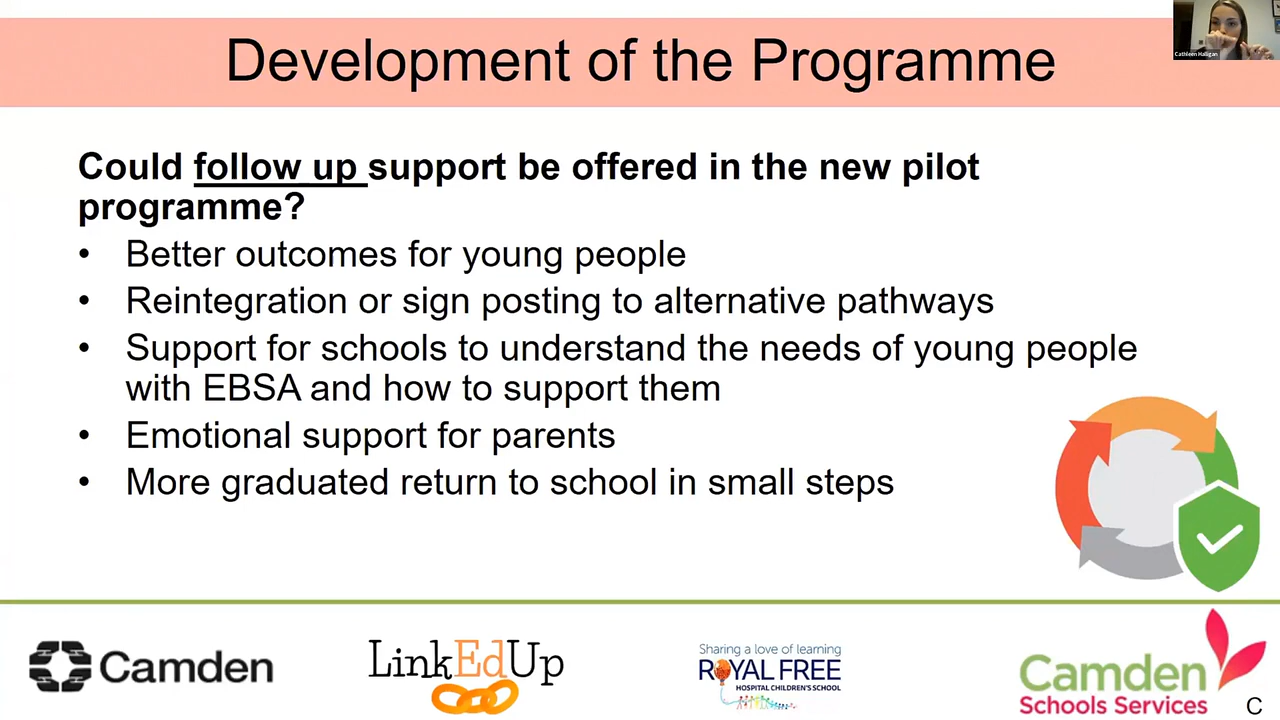 Development of the Programme
Cathleen Halligan
Could follow up support be offered in the new pilot
programme?
• Better outcomes for young people
• Reintegration or sign posting to alternative pathways
• Support for schools to understand the needs of young people
with EBSA and how to support them
• Emotional support for parents
• More graduated return to school in small steps
Camden
LinkEdUp
Sharing a love of learning
ROYAL FREE
HOSPITAL CHILDREN'S SCHOOL
Camden
Schools Services
C